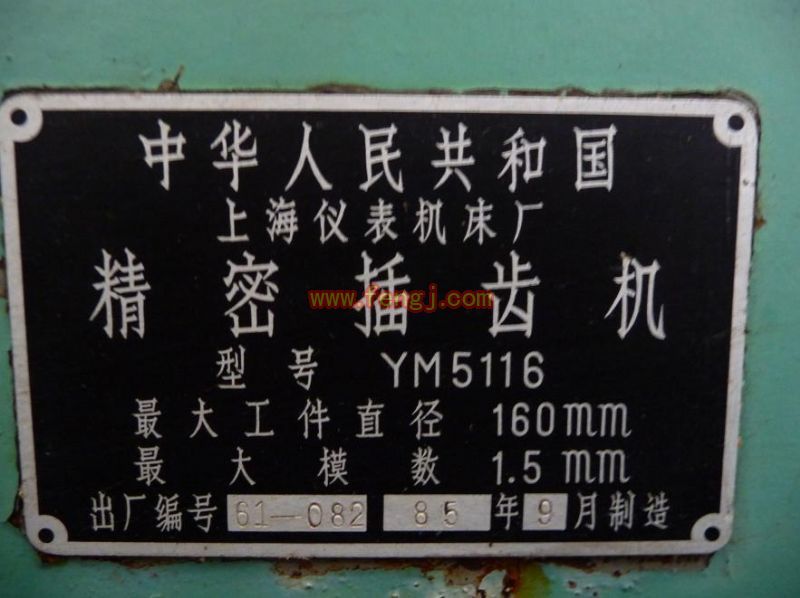 中华人民共和国
上海仪表机床厂
精密插齿机
www.fengj.com
型号 YM5116
最大工件直径 160mm
最大模数 1.5mm
出厂编号 61—082 85 年 9 月制造